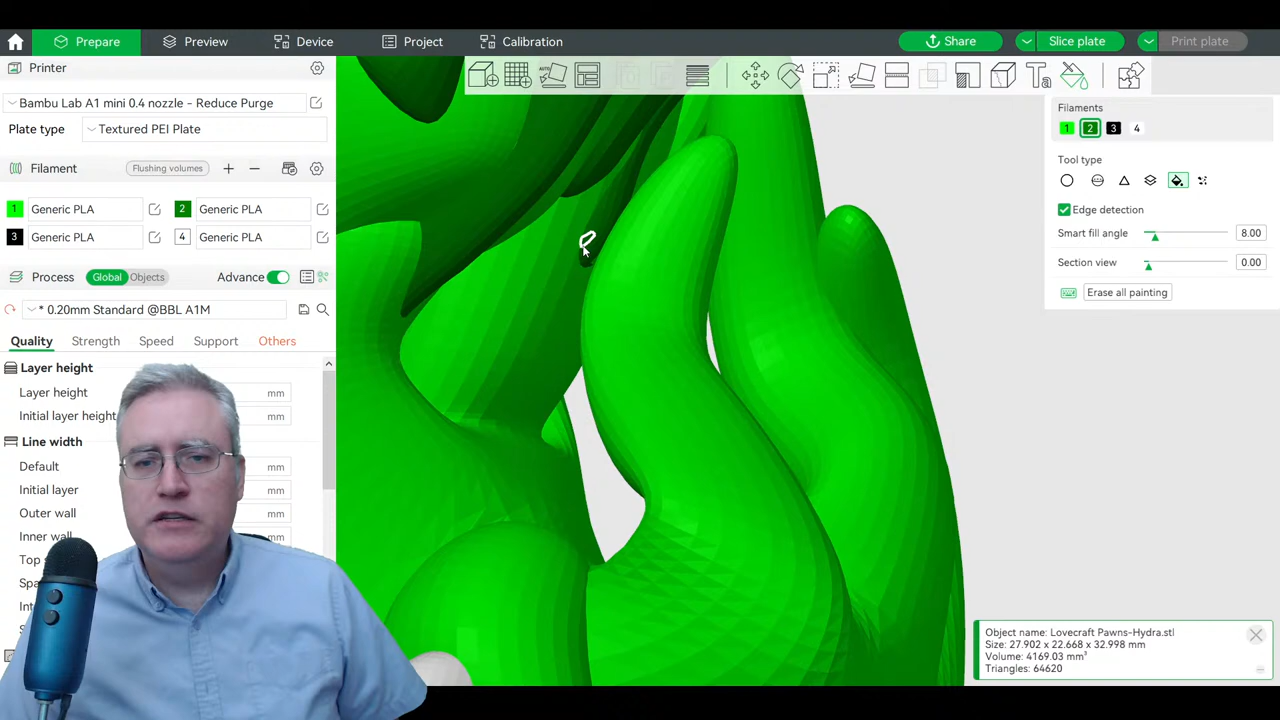 Prepare Preview Device Project Calibration Share Slice plate Print plate
Printer
Bambu Lab A1 mini 0.4 nozzle - Reduce Purge
Plate type Textured PEI Plate
Filament Flushing volumes
1 Generic PLA 2 Generic PLA
3 Generic PLA 4 Generic PLA
Process Global Objects Advance
* 0.20mm Standard @BBL A1M
Quality Strength Speed Support Others
Layer height
Layer height mm
Initial layer height mm
Line width
Default mm
Initial layer mm
Outer wall mm
Inner wall mm
Top
Filaments
1 2 3 4
Tool type
Edge detection
Smart fill angle 8.00
Section view 0.00
Erase all painting
Object name: Lovecraft Pawns-Hydra.stl
Size: 27.902 x 22.668 x 32.998 mm
Volume: 4169.03 mm³
Triangles: 64620